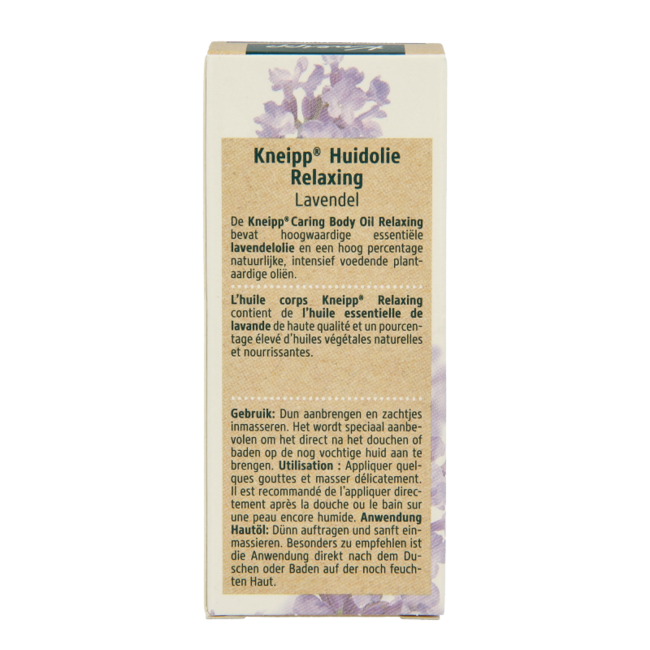 Kneipp
Kneipp® Huidolie
Relaxing
Lavendel
De Kneipp® Caring Body Oil Relaxing
bevat hoogwaardige essentiële
lavendelolie en een hoog percentage
natuurlijke, intensief voedende plant-
aardige oliën.
L'huile corps Kneipp® Relaxing
contient de l'huile essentielle de
lavande de haute qualité et un pourcen-
tage élevé d'huiles végétales naturelles
et nourrissantes.
Gebruik: Dun aanbrengen en zachtjes
inmasseren. Het wordt speciaal aanbe-
volen om het direct na het douchen of
baden op de nog vochtige huid aan te
brengen. Utilisation : Appliquer quel-
ques gouttes et masser délicatement.
Il est recommandé de l'appliquer direc-
tement après la douche ou le bain sur
une peau encore humide. Anwendung
Hautöl: Dünn auftragen und sanft ein-
massieren. Besonders zu empfehlen ist
die Anwendung direkt nach dem Du-
schen oder Baden auf der noch feuch-
ten Haut.